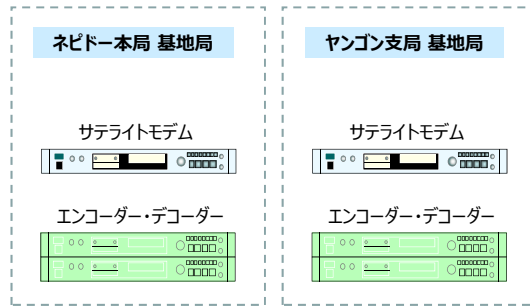 ネピドー本局 基地局
サテライトモデム
エンコーダー・デコーダー
ヤンゴン支局 基地局
サテライトモデム
エンコーダー・デコーダー